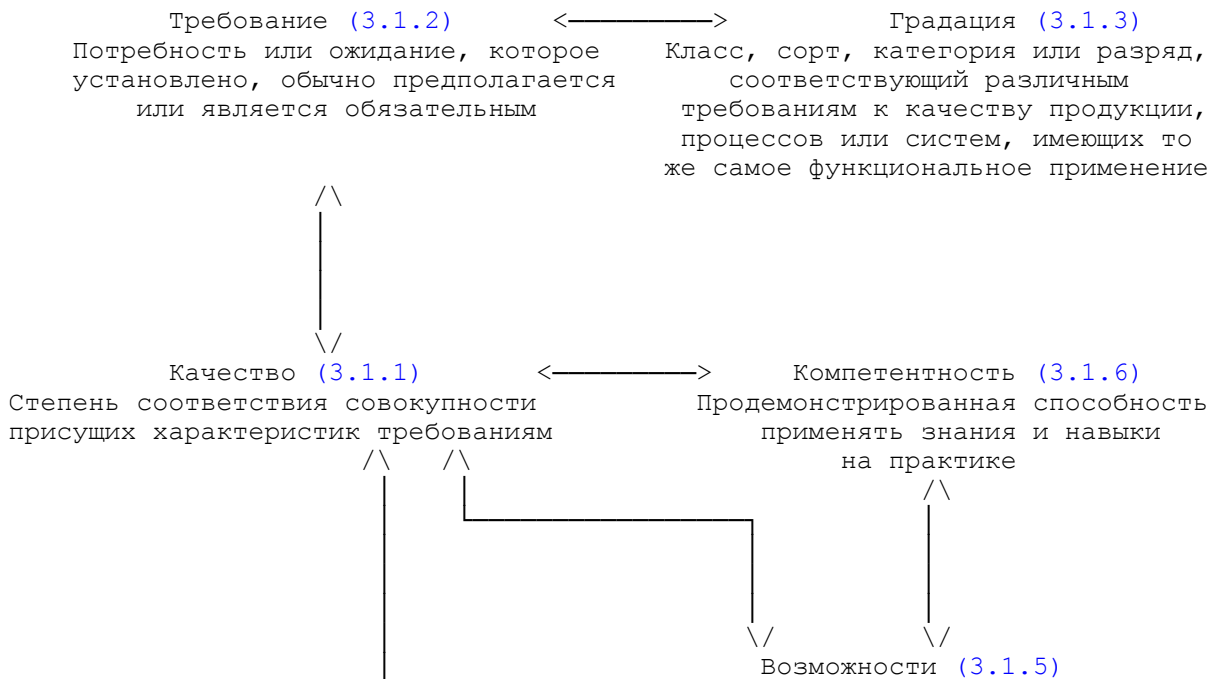 Требование (3.1.2) Градация (3.1.3)
Потребность или ожидание, которое Класс, сорт, категория или разряд,
установлено, обычно предполагается соответствующий различным
или является обязательным требованиям к качеству продукции,
процессов или систем, имеющих то
же самое функциональное применение
Качество (3.1.1) Компетентность (3.1.6)
Степень соответствия совокупности Продемонстрированная способность
присущих характеристик требованиям применять знания и навыки
на практике
Возможности (3.1.5)